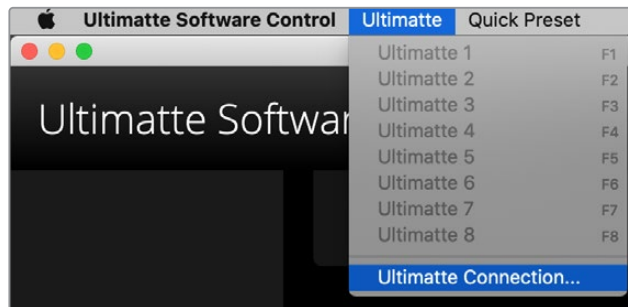 Ultimatte Software Control Ultimatte Quick Preset
Ultimatte 1 F1
Ultimatte 2 F2
Ultimatte 3 F3
Ultimatte 4 F4
Ultimatte 5 F5
Ultimatte 6 F6
Ultimatte 7 F7
Ultimatte 8 F8
Ultimatte Connection...
Ultimatte Softwar